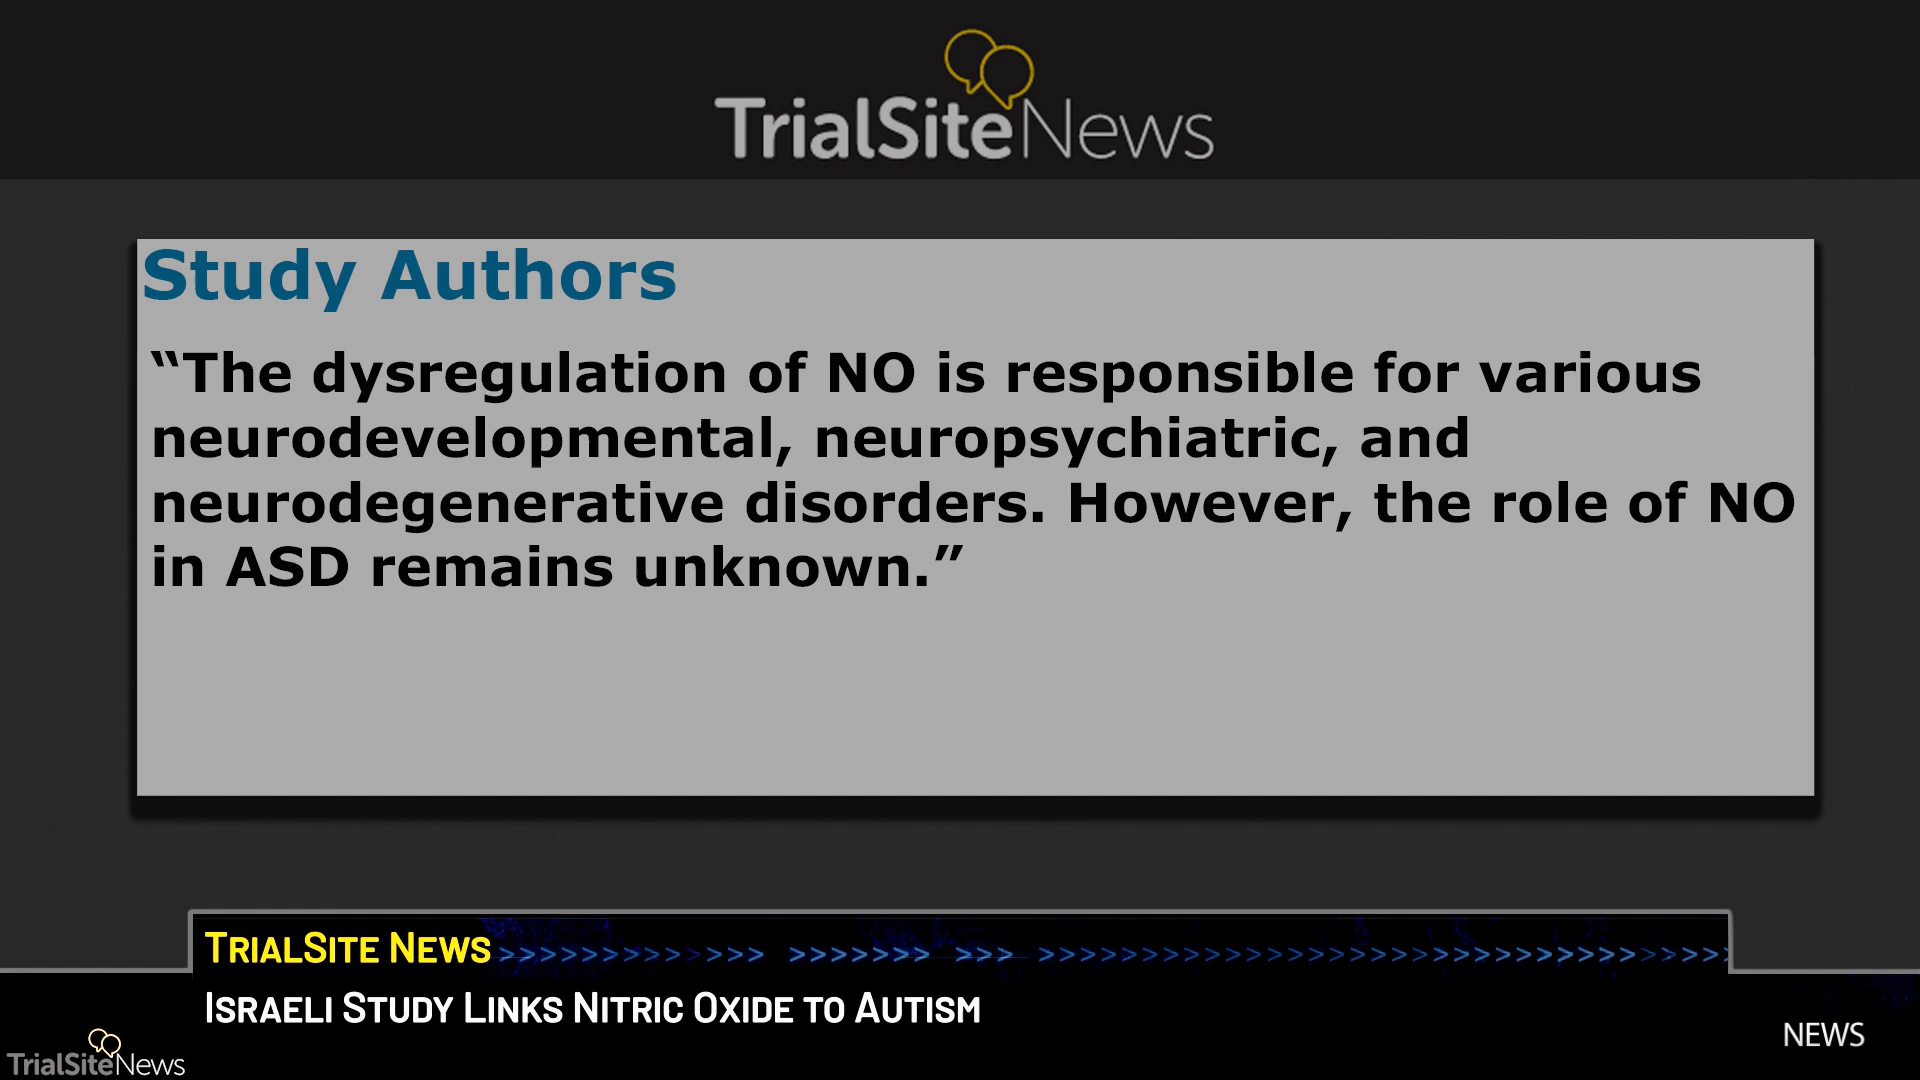 TrialSiteNews
Study Authors
“The dysregulation of NO is responsible for various
neurodevelopmental, neuropsychiatric, and
neurodegenerative disorders. However, the role of NO
in ASD remains unknown.”
TrialSite News
Israeli Study Links Nitric Oxide to Autism
NEWS
TrialSiteNews